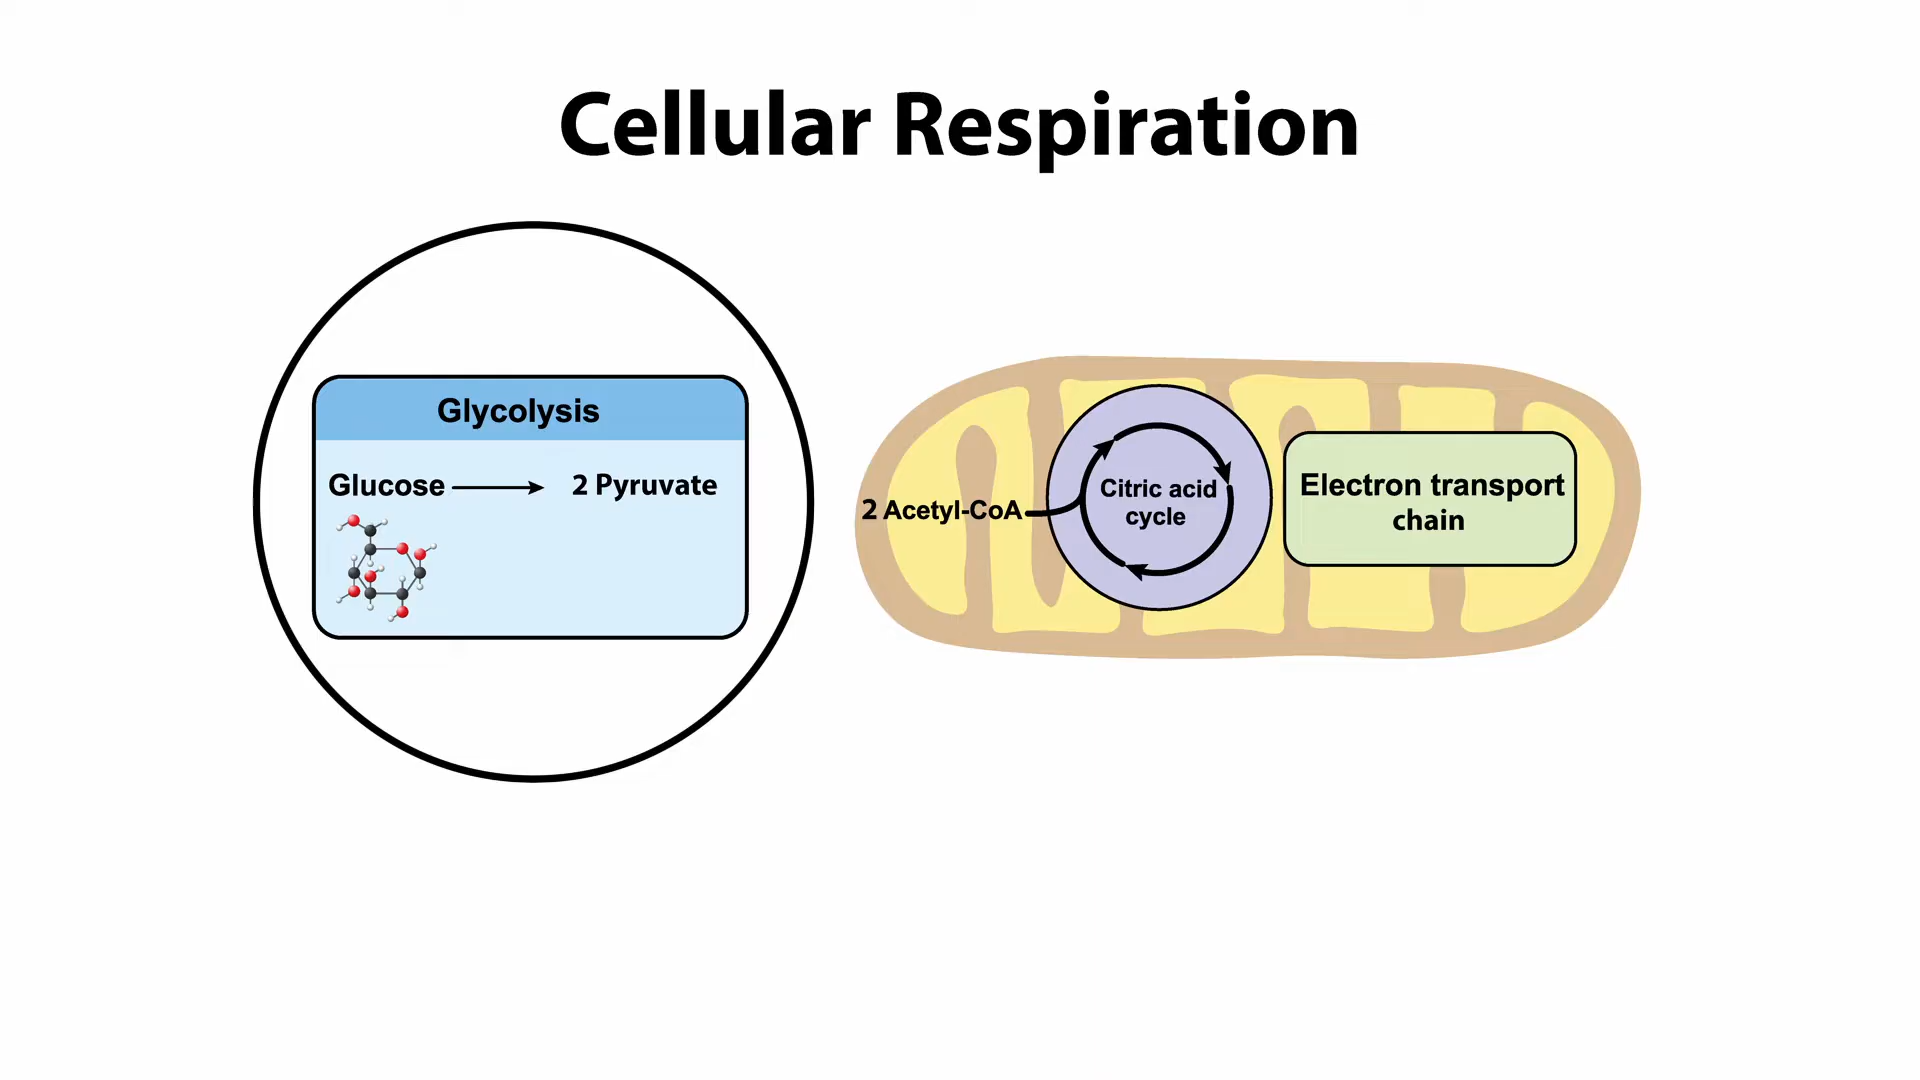 Cellular Respiration
Glycolysis
Glucose
2 Pyruvate
2 Acetyl-CoA
Citric acid
cycle
Electron transport
chain